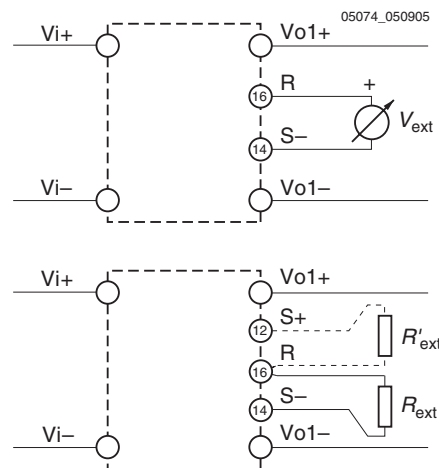 05074_050905
Vi+
Vo1+
16
R
+
Vext
14
S–
Vi–
Vo1–
Vi+
Vo1+
12
S+
R'ext
16
R
14
S–
Rext
Vi–
Vo1–